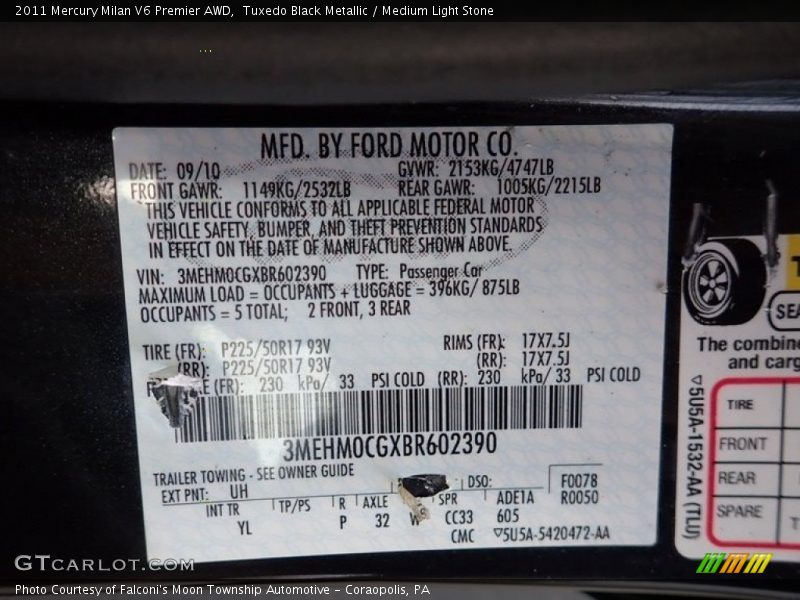 2011 Mercury Milan V6 Premier AWD,  Tuxedo Black Metallic / Medium Light Stone
MFD. BY FORD MOTOR CO.
DATE: 09/10 GVWR: 2153KG/4747LB
FRONT GAWR: 1149KG/2532LB REAR GAWR: 1005KG/2215LB
THIS VEHICLE CONFORMS TO ALL APPLICABLE FEDERAL MOTOR
VEHICLE SAFETY, BUMPER, AND THEFT PREVENTION STANDARDS
IN EFFECT ON THE DATE OF MANUFACTURE SHOWN ABOVE.
VIN: 3MEHM0CGXBR602390 TYPE: Passenger Car
MAXIMUM LOAD = OCCUPANTS + LUGGAGE = 396KG/ 875LB
OCCUPANTS = 5 TOTAL; 2 FRONT, 3 REAR
TIRE (FR): P225/50R17 93V RIMS (FR): 17X7.5J
(RR): P225/50R17 93V (RR): 17X7.5J
(FR): 230 kPa/ 33 PSI COLD (RR): 230 kPa/ 33 PSI COLD
3MEHM0CGXBR602390
TRAILER TOWING - SEE OWNER GUIDE
EXT PNT: UH DSO: F0078
R0050
INT TR TP/PS R AXLE SPR ADE1A
YL P 32 CC33 605
CMC ▽5U5A-5420472-AA
The combine
and carg
▽5U5A-1532-AA (TLU)
TIRE
FRONT
REAR
SPARE
GTCARLOT.COM
Photo Courtesy of Falconi's Moon Township Automotive - Coraopolis, PA